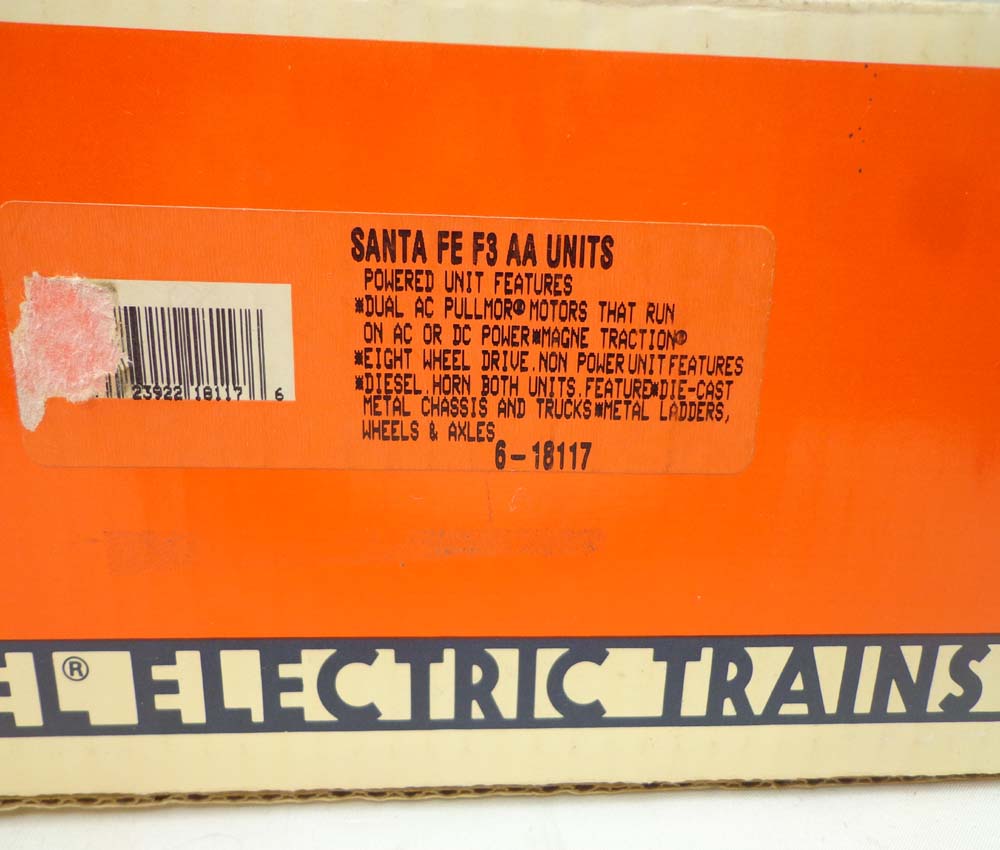 SANTA FE F3 AA UNITS
POWERED UNIT FEATURES
*DUAL AC PULLMOR® MOTORS THAT RUN
ON AC OR DC POWER*MAGNE TRACTION®
*EIGHT WHEEL DRIVE.NON POWER UNIT FEATURES
*DIESEL.HORN BOTH UNITS.FEATURE*DIE-CAST
METAL CHASSIS AND TRUCKS*METAL LADDERS,
WHEELS & AXLES
6-18117
23922 18117 6
EL® ELECTRIC TRAINS